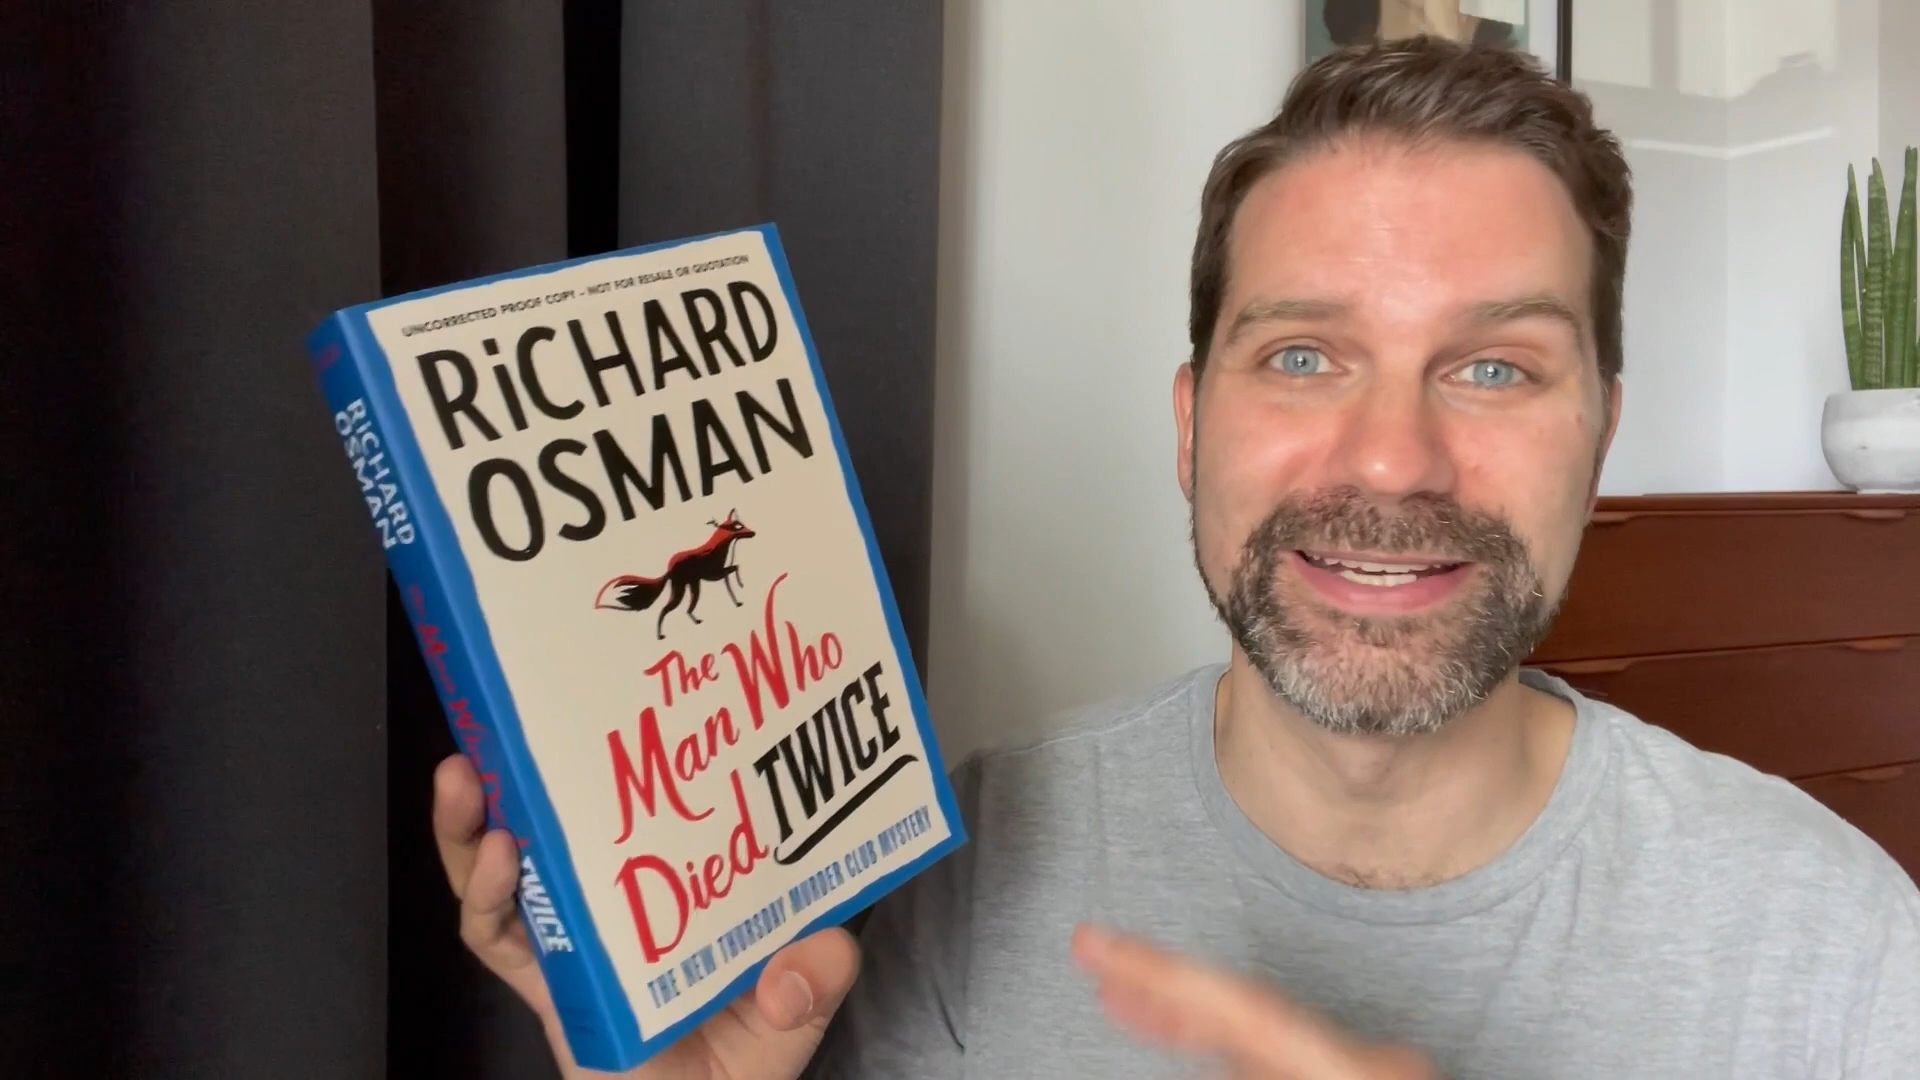 UNCORRECTED PROOF COPY - NOT FOR RESALE OR QUOTATION
RiCHARD
OSMAN
The
Man Who
Died TWICE
THE NEW THURSDAY MURDER CLUB MYSTERY
RiCHARD
OSMAN
The Man Who Died TWICE